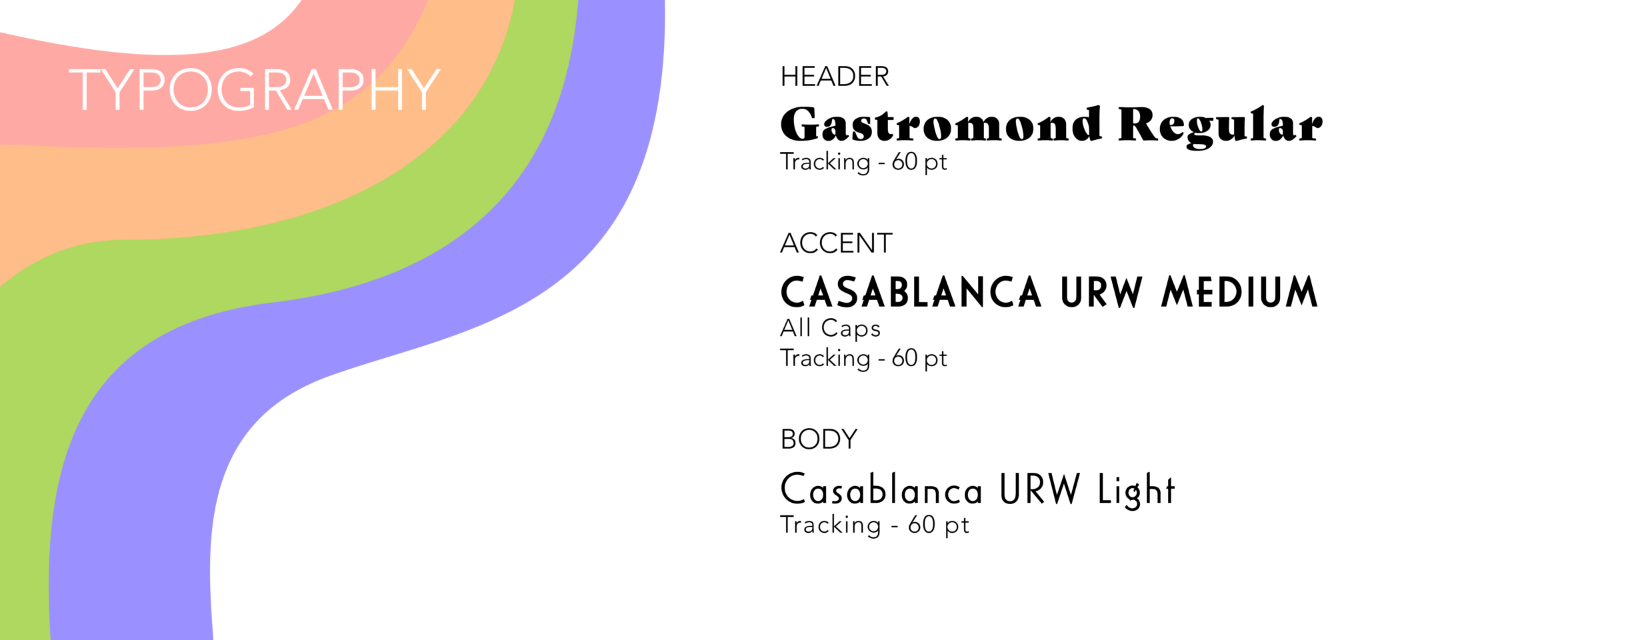 TYPOGRAPHY
HEADER
Gastromond Regular
Tracking - 60 pt
ACCENT
CASABLANCA URW MEDIUM
All Caps
Tracking - 60 pt
BODY
Casablanca URW Light
Tracking - 60 pt